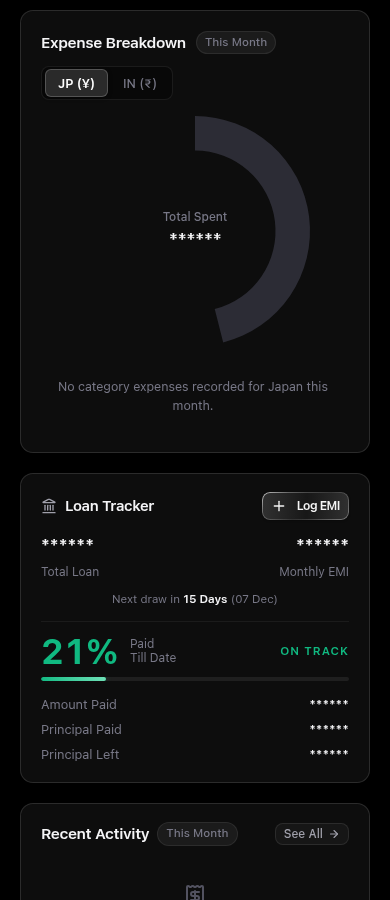 Expense Breakdown This Month
JP (¥) IN (₹)
Total Spent
******
No category expenses recorded for Japan this
month.
Loan Tracker + Log EMI
****** ******
Total Loan Monthly EMI
Next draw in 15 Days (07 Dec)
21% Paid
Till Date ON TRACK
Amount Paid ******
Principal Paid ******
Principal Left ******
Recent Activity This Month See All →